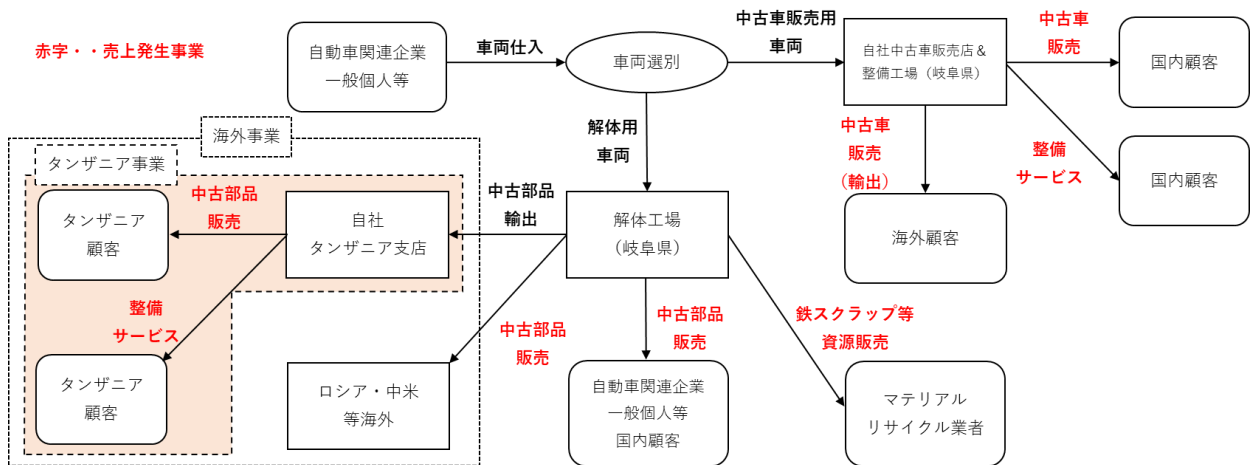 赤字・・売上発生事業
自動車関連企業
一般個人等
車両仕入
車両選別
中古車販売用
車両
自社中古車販売店＆
整備工場（岐阜県）
中古車
販売
国内顧客
整備
サービス
国内顧客
中古車
販売
（輸出）
海外顧客
解体用
車両
海外事業
タンザニア事業
タンザニア
顧客
中古部品
販売
自社
タンザニア支店
中古部品
輸出
解体工場
（岐阜県）
整備
サービス
タンザニア
顧客
中古部品
販売
ロシア・中米
等海外
中古部品
販売
自動車関連企業
一般個人等
国内顧客
鉄スクラップ等
資源販売
マテリアル
リサイクル業者